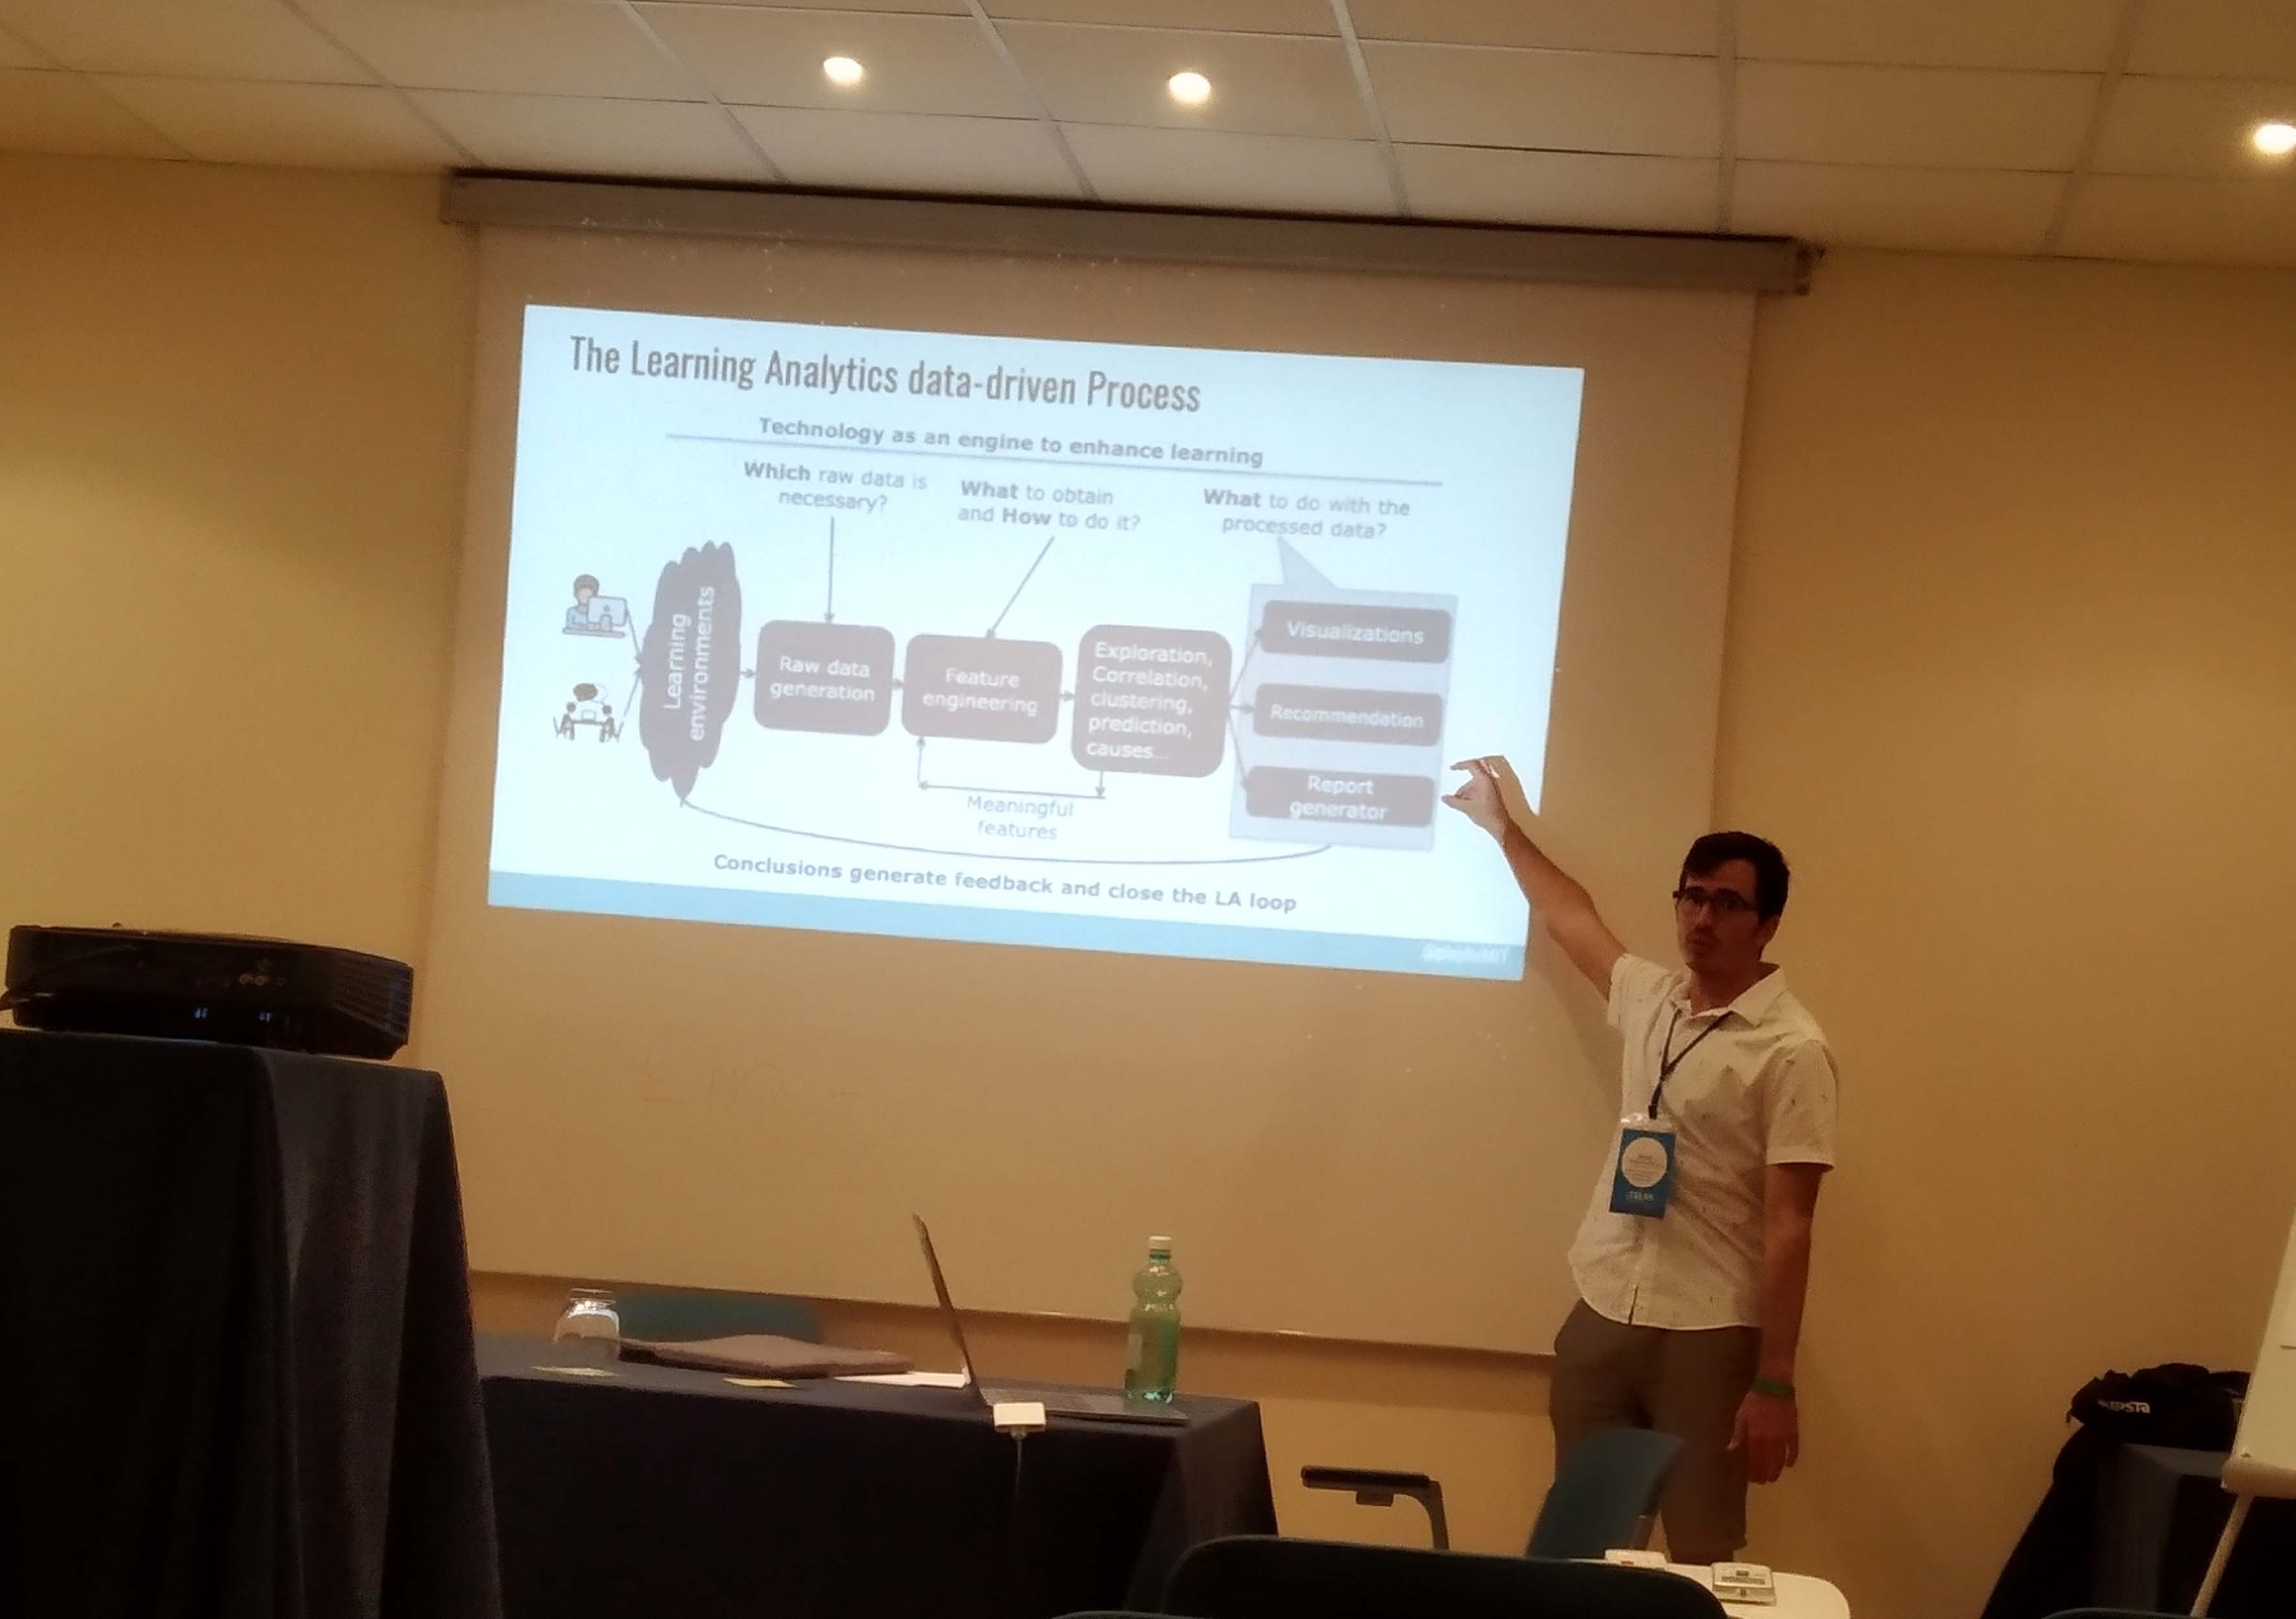 The Learning Analytics data-driven Process
Technology as an engine to enhance learning
Which raw data is
necessary?
What to obtain
and How to do it?
What to do with the
processed data?
Learning
environments
Raw data
generation
Feature
engineering
Exploration,
Correlation,
clustering,
prediction,
causes...
Visualizations
Recommendation
Report
generator
Meaningful
features
Conclusions generate feedback and close the LA loop
@playfulMIT